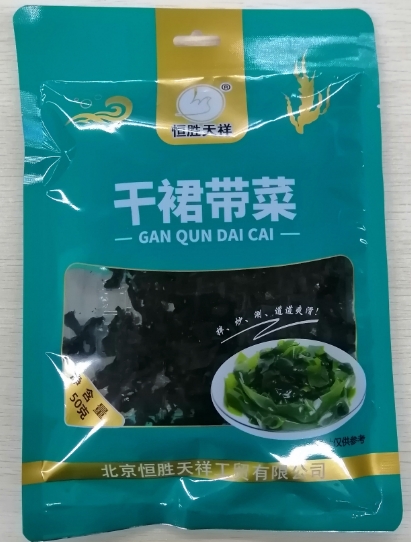 ®
恒胜天祥
干裙带菜
— GAN QUN DAI CAI —
拌、炒、涮、道道爽滑!
净含量
50克
仅供参考
北京恒胜天祥工贸有限公司